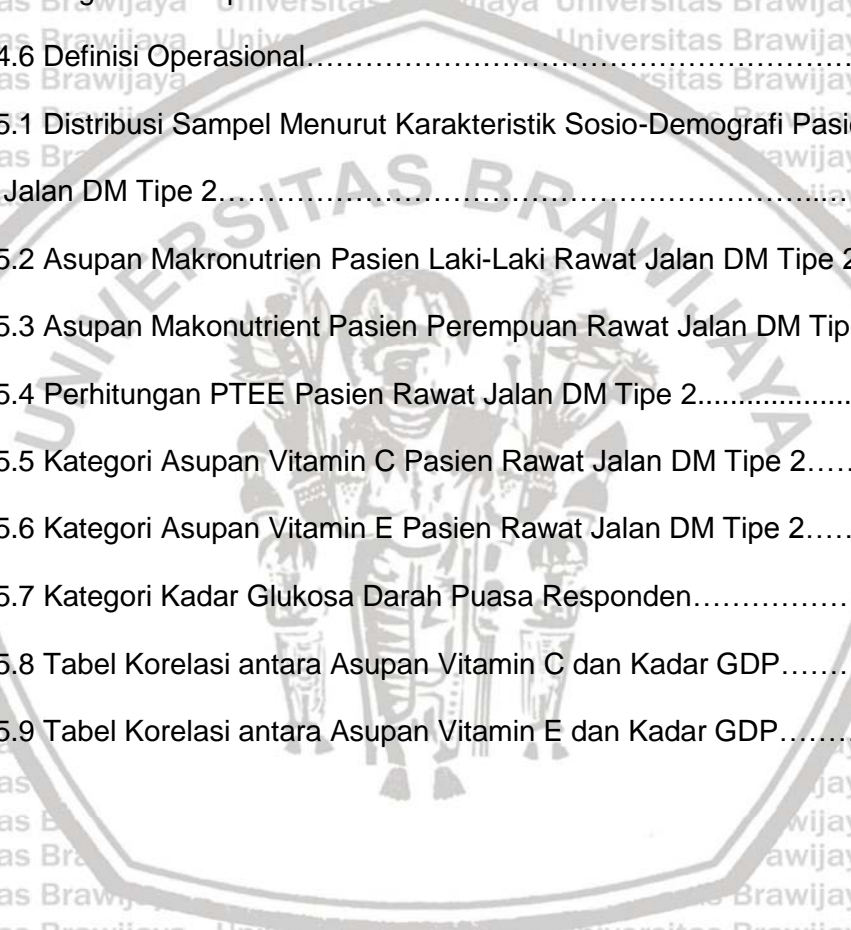 4.6 Definisi Operasional……………………………………………………
5.1 Distribusi Sampel Menurut Karakteristik Sosio-Demografi
Jalan DM Tipe 2…………………………………………………...…
5.2 Asupan Makronutrien Pasien Laki-Laki Rawat Jalan DM Tipe 2
5.3 Asupan Makonutrient Pasien Perempuan Rawat Jalan DM
5.4 Perhitungan PTEE Pasien Rawat Jalan DM Tipe 2...................
5.5 Kategori Asupan Vitamin C Pasien Rawat Jalan DM Tipe 2……
5.6 Kategori Asupan Vitamin E Pasien Rawat Jalan DM Tipe 2……
5.7 Kategori Kadar Glukosa Darah Puasa Responden………………
5.8 Tabel Korelasi antara Asupan Vitamin C dan Kadar GDP………
5.9 Tabel Korelasi antara Asupan Vitamin E dan Kadar GDP………
UNIVERSITAS BRAWIJAYA